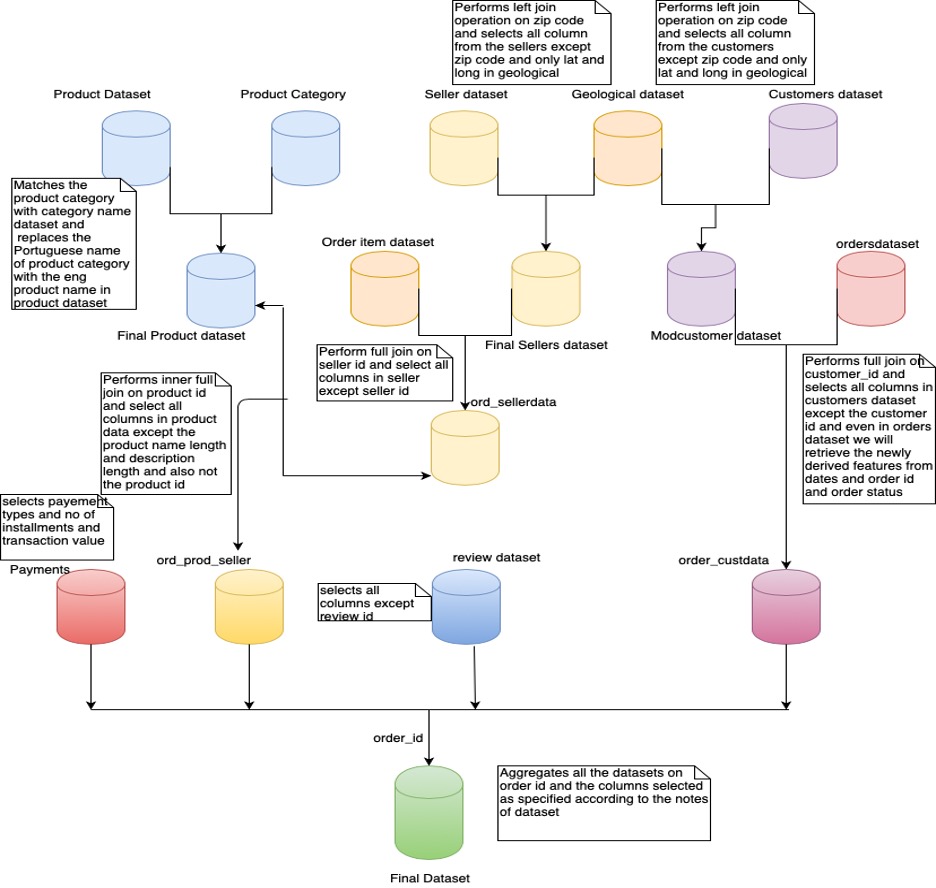 Performs left join
operation on zip code
and selects all column
from the sellers except
zip code and only lat and
long in geological
Performs left join
operation on zip code
and selects all column
from the customers
except zip code and only
lat and long in geological
Product Dataset
Product Category
Seller dataset
Geological dataset
Customers dataset
Matches the
product category
with category name
dataset and
replaces the
Portuguese name
of product category
with the eng
product name in
product dataset
Order item dataset
ordersdataset
Final Product dataset
Final Sellers dataset
Modcustomer dataset
Perform full join on
seller id and select all
columns in seller
except seller id
Performs full join on
customer_id and
selects all columns in
customers dataset
except the customer
id and even in orders
dataset we will
retrieve the newly
derived features from
dates and order id
and order status
Performs inner full
join on product id
and select all
columns in product
data except the
product name length
and description
length and also not
the product id
ord_sellerdata
selects payement
types and no of
installments and
transaction value
Payments
ord_prod_seller
review dataset
order_custdata
selects all
columns except
review id
order_id
Aggregates all the datasets on
order id and the columns selected
as specified according to the notes
of dataset
Final Dataset